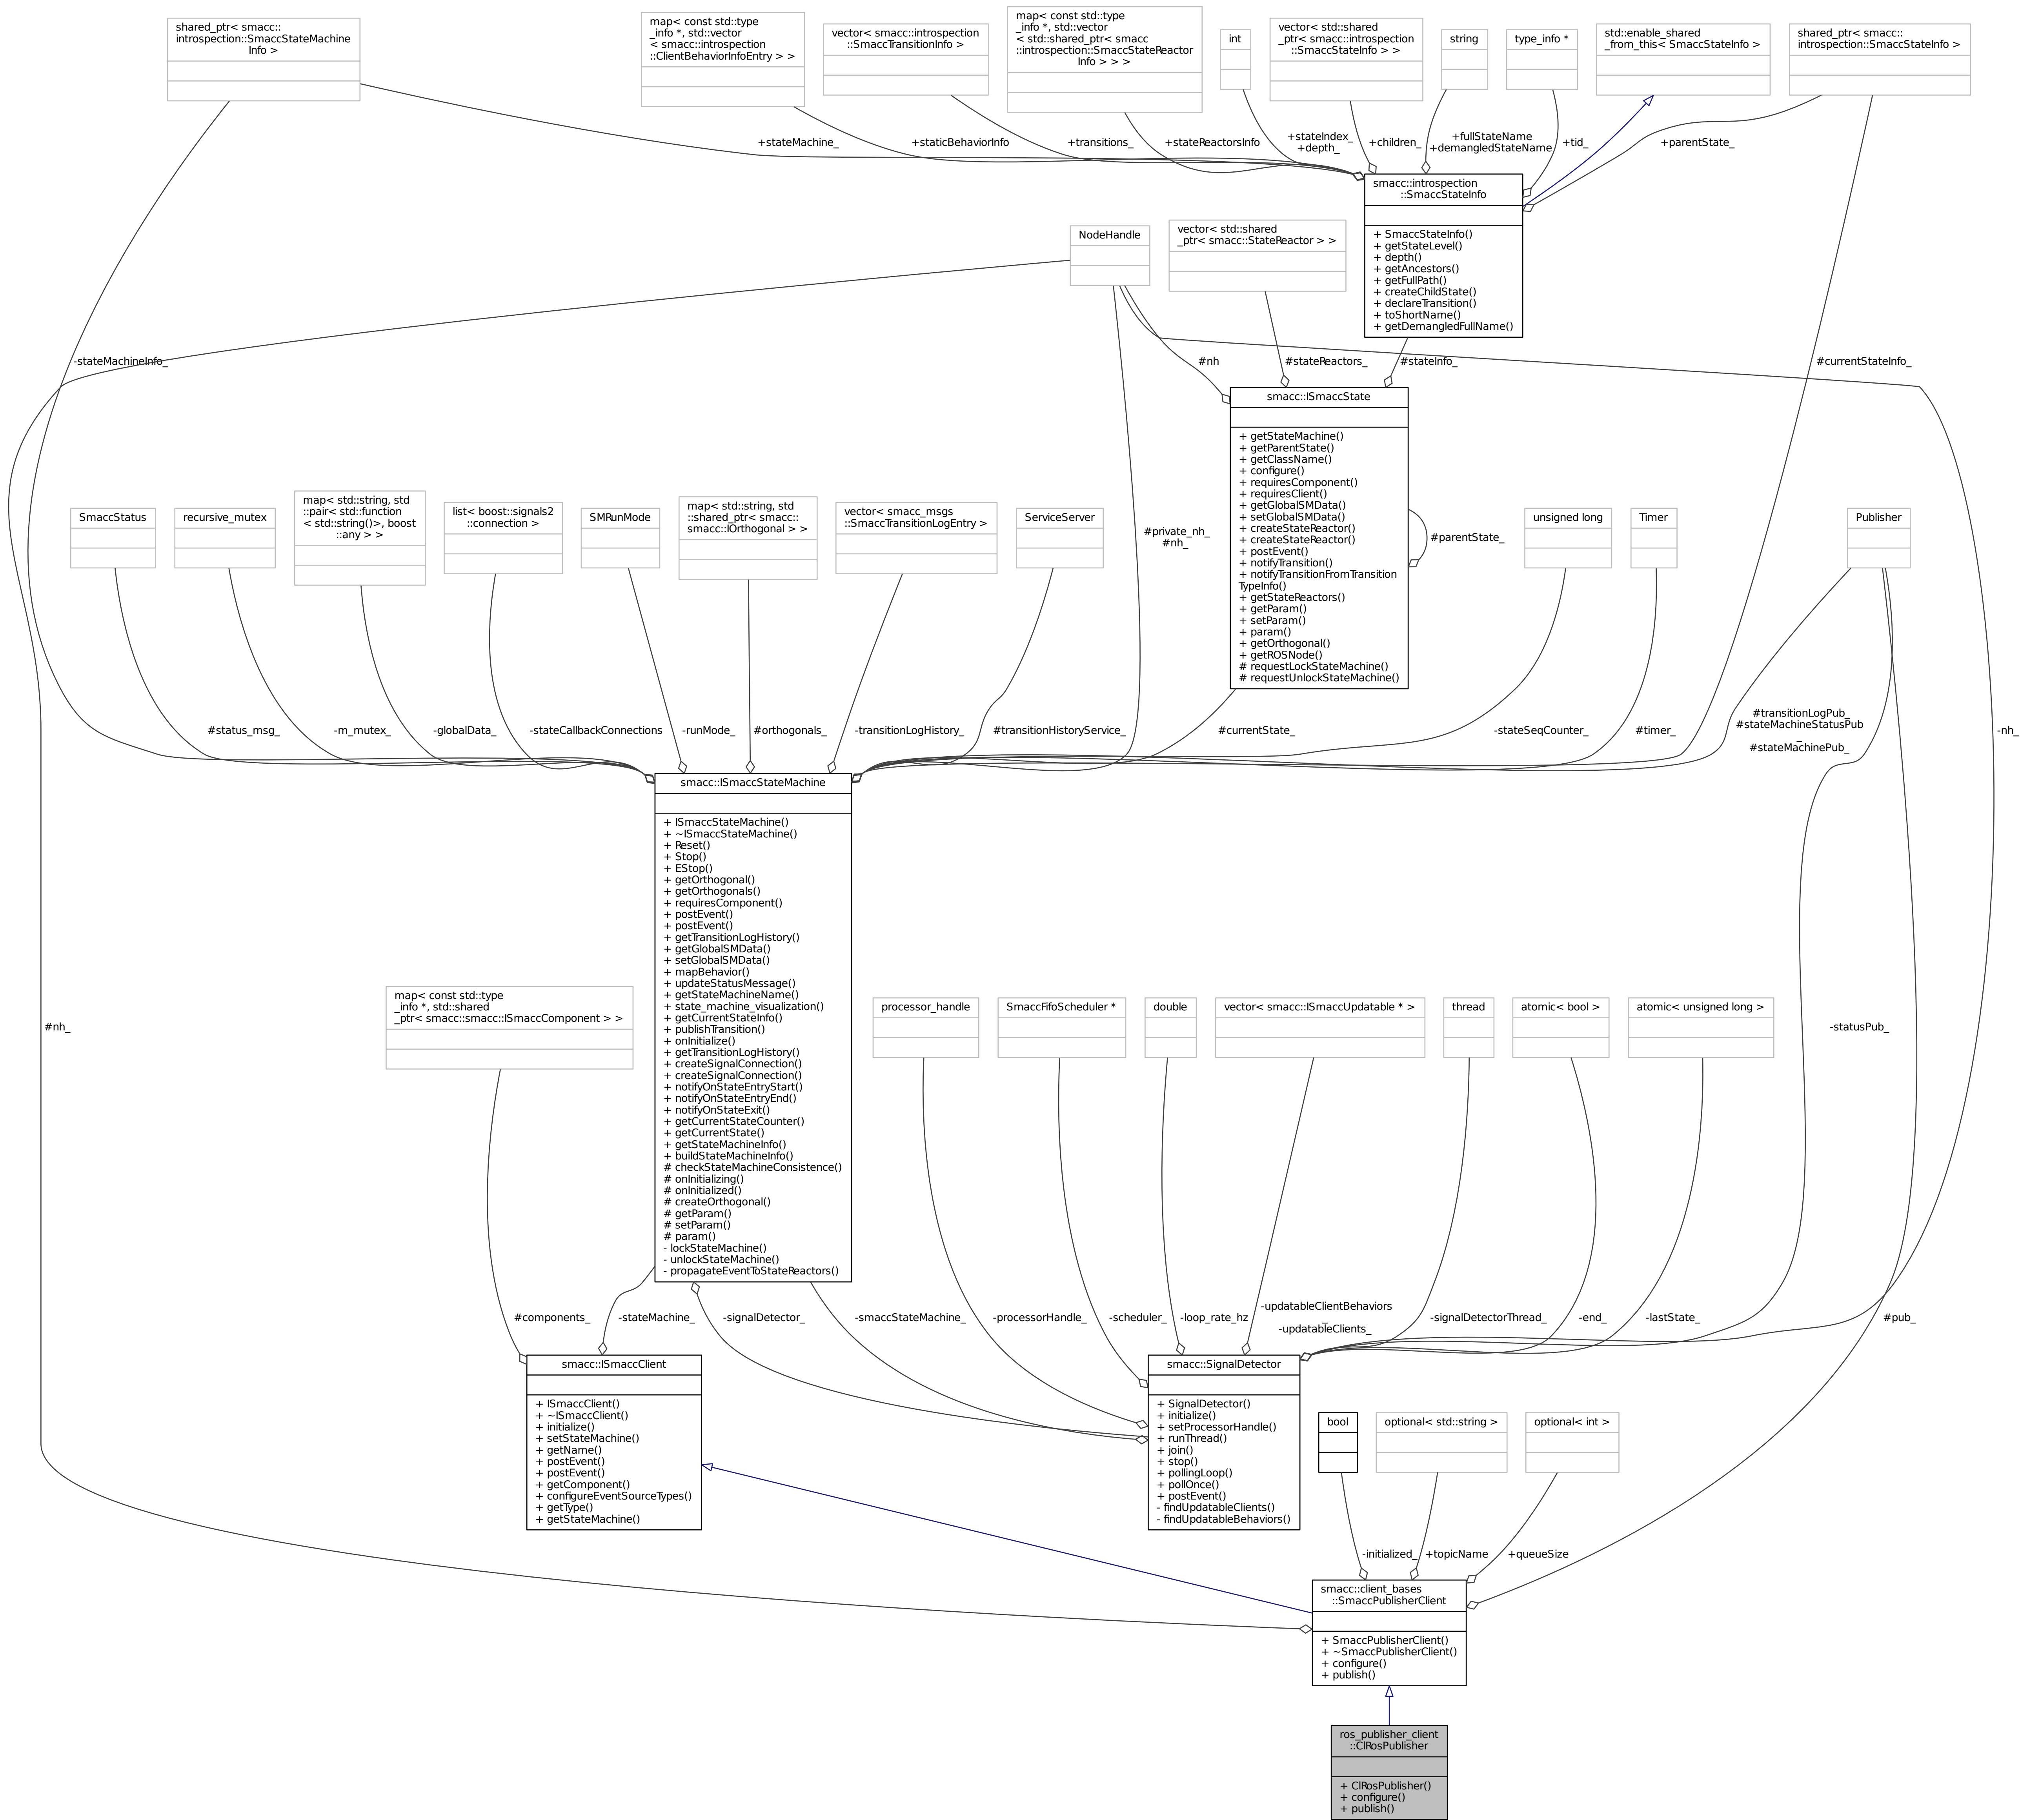 shared_ptr< smacc::
introspection::SmaccStateMachine
Info >
map< const std::type
_info *, std::vector
< smacc::introspection
::ClientBehaviorInfoEntry > >
vector< smacc::introspection
::SmaccTransitionInfo >
map< const std::type
_info *, std::vector
< std::shared_ptr< smacc
::introspection::SmaccStateReactor
Info > > >
int
vector< std::shared
_ptr< smacc::introspection
::SmaccStateInfo > >
string
type_info *
std::enable_shared
_from_this< SmaccStateInfo >
shared_ptr< smacc::
introspection::SmaccStateInfo >
+stateMachine_
+staticBehaviorInfo
+transitions_
+stateReactorsInfo
+stateIndex_
+depth_
+children_
+fullStateName
+demangledStateName
+tid_
+parentState_
smacc::introspection
::SmaccStateInfo
+ SmaccStateInfo()
+ getStateLevel()
+ depth()
+ getAncestors()
+ getFullPath()
+ createChildState()
+ declareTransition()
+ toShortName()
+ getDemangledFullName()
NodeHandle
vector< std::shared
_ptr< smacc::StateReactor > >
-stateMachineInfo_
#nh
#stateReactors_
#stateInfo_
#currentStateInfo_
smacc::ISmaccState
+ getStateMachine()
+ getParentState()
+ getClassName()
+ configure()
+ requiresComponent()
+ requiresClient()
+ getGlobalSMData()
+ setGlobalSMData()
+ createStateReactor()
+ createStateReactor()
+ postEvent()
+ notifyTransition()
+ notifyTransitionFromTransition
TypeInfo()
+ getStateReactors()
+ getParam()
+ setParam()
+ param()
+ getOrthogonal()
+ getROSNode()
# requestLockStateMachine()
# requestUnlockStateMachine()
#parentState_
SmaccStatus
recursive_mutex
map< std::string, std
::pair< std::function
< std::string()>, boost
::any > >
list< boost::signals2
::connection >
SMRunMode
map< std::string, std
::shared_ptr< smacc::
smacc::IOrthogonal > >
vector< smacc_msgs
::SmaccTransitionLogEntry >
ServiceServer
#private_nh_
#nh_
unsigned long
Timer
Publisher
#status_msg_
-m_mutex_
-globalData_
-stateCallbackConnections
-runMode_
#orthogonals_
-transitionLogHistory_
#transitionHistoryService_
#currentState_
-stateSeqCounter_
#timer_
#transitionLogPub_
#stateMachineStatusPub
_
#stateMachinePub_
-nh_
smacc::ISmaccStateMachine
+ ISmaccStateMachine()
+ ~ISmaccStateMachine()
+ Reset()
+ Stop()
+ EStop()
+ getOrthogonal()
+ getOrthogonals()
+ requiresComponent()
+ postEvent()
+ postEvent()
+ getTransitionLogHistory()
+ getGlobalSMData()
+ setGlobalSMData()
+ mapBehavior()
+ updateStatusMessage()
+ getStateMachineName()
+ state_machine_visualization()
+ getCurrentStateInfo()
+ publishTransition()
+ onInitialize()
+ getTransitionLogHistory()
+ createSignalConnection()
+ createSignalConnection()
+ notifyOnStateEntryStart()
+ notifyOnStateEntryEnd()
+ notifyOnStateExit()
+ getCurrentStateCounter()
+ getCurrentState()
+ getStateMachineInfo()
+ buildStateMachineInfo()
# checkStateMachineConsistence()
# onInitializing()
# onInitialized()
# createOrthogonal()
# getParam()
# setParam()
# param()
- lockStateMachine()
- unlockStateMachine()
- propagateEventToStateReactors()
map< const std::type
_info *, std::shared
_ptr< smacc::smacc::ISmaccComponent > >
processor_handle
SmaccFifoScheduler *
double
vector< smacc::ISmaccUpdatable * >
thread
atomic< bool >
atomic< unsigned long >
#nh_
-statusPub_
#components_
-stateMachine_
-signalDetector_
-smaccStateMachine_
-processorHandle_
-scheduler_
-loop_rate_hz
-updatableClientBehaviors
_
-updatableClients_
-signalDetectorThread_
-end_
-lastState_
#pub_
smacc::ISmaccClient
+ ISmaccClient()
+ ~ISmaccClient()
+ initialize()
+ setStateMachine()
+ getName()
+ postEvent()
+ postEvent()
+ getComponent()
+ configureEventSourceTypes()
+ getType()
+ getStateMachine()
smacc::SignalDetector
+ SignalDetector()
+ initialize()
+ setProcessorHandle()
+ runThread()
+ join()
+ stop()
+ pollingLoop()
+ pollOnce()
+ postEvent()
- findUpdatableClients()
- findUpdatableBehaviors()
bool
optional< std::string >
optional< int >
-initialized_
+topicName
+queueSize
smacc::client_bases
::SmaccPublisherClient
+ SmaccPublisherClient()
+ ~SmaccPublisherClient()
+ configure()
+ publish()
ros_publisher_client
::ClRosPublisher
+ ClRosPublisher()
+ configure()
+ publish()